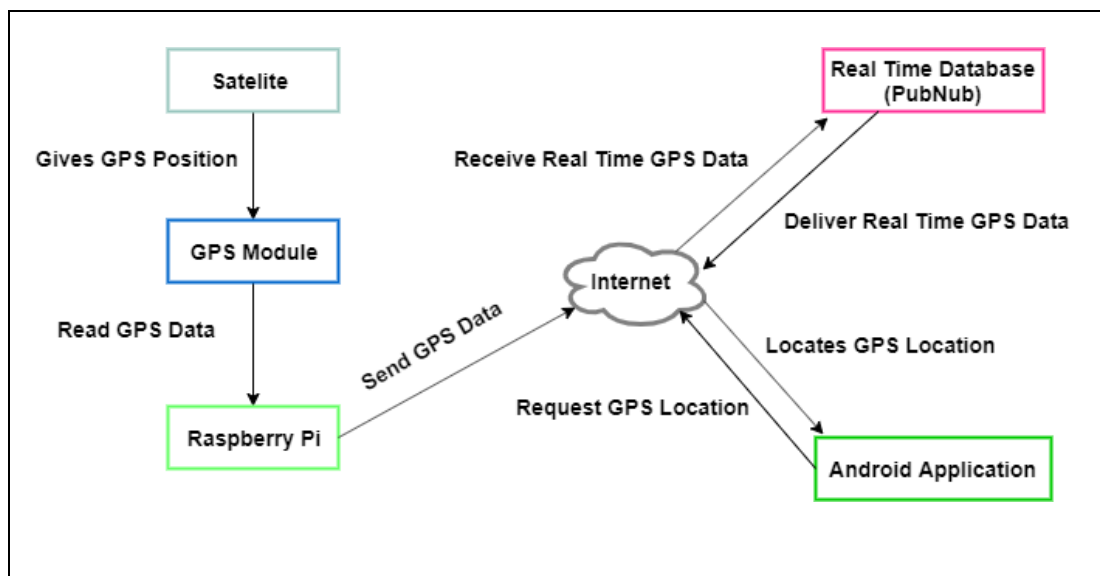 Satelite
Real Time Database
(PubNub)
Gives GPS Position
Receive Real Time GPS Data
Deliver Real Time GPS Data
GPS Module
Internet
Read GPS Data
Send GPS Data
Locates GPS Location
Request GPS Location
Raspberry Pi
Android Application